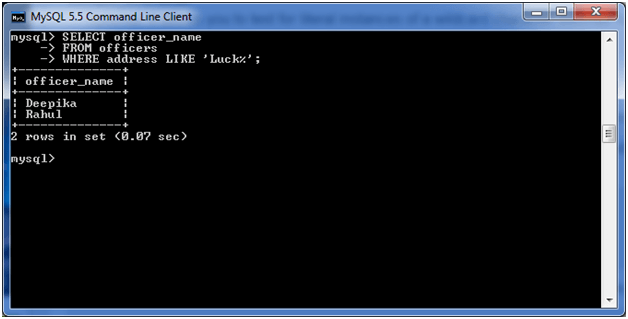 MySQL 5.5 Command Line Client
mysql> SELECT officer_name
    -> FROM officers
    -> WHERE address LIKE 'Luck%';
+--------------+
| officer_name |
+--------------+
| Deepika      |
| Rahul        |
+--------------+
2 rows in set (0.07 sec)

mysql>